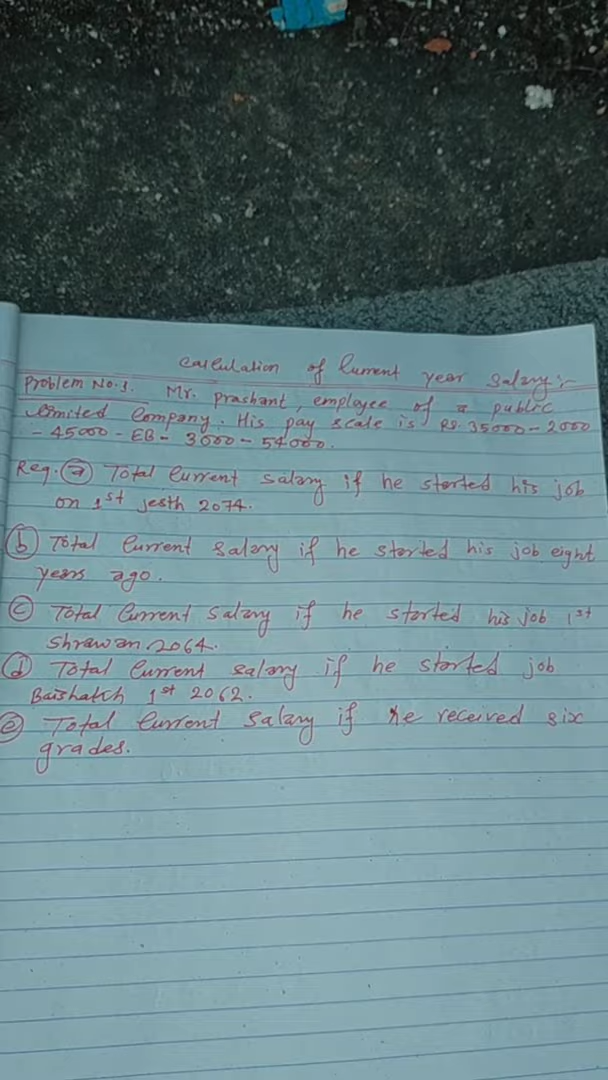 Calculation of Current year salary :-
Problem No. 1. Mr. prashant, employee of a public
limited Company. His pay scale is RS. 35000 - 2000
- 45000 - EB - 3000 - 54000.
Req. (a) Total Current salary if he started his job
on 1st jesth 2074.
(b) Total Current salary if he started his job eight
years ago.
(c) Total Current salary if he started his job 1st
Shrawan 2064.
(d) Total Current salary if he started job
Baishakh 1st 2062.
(e) Total Current salary if he received six
grades.